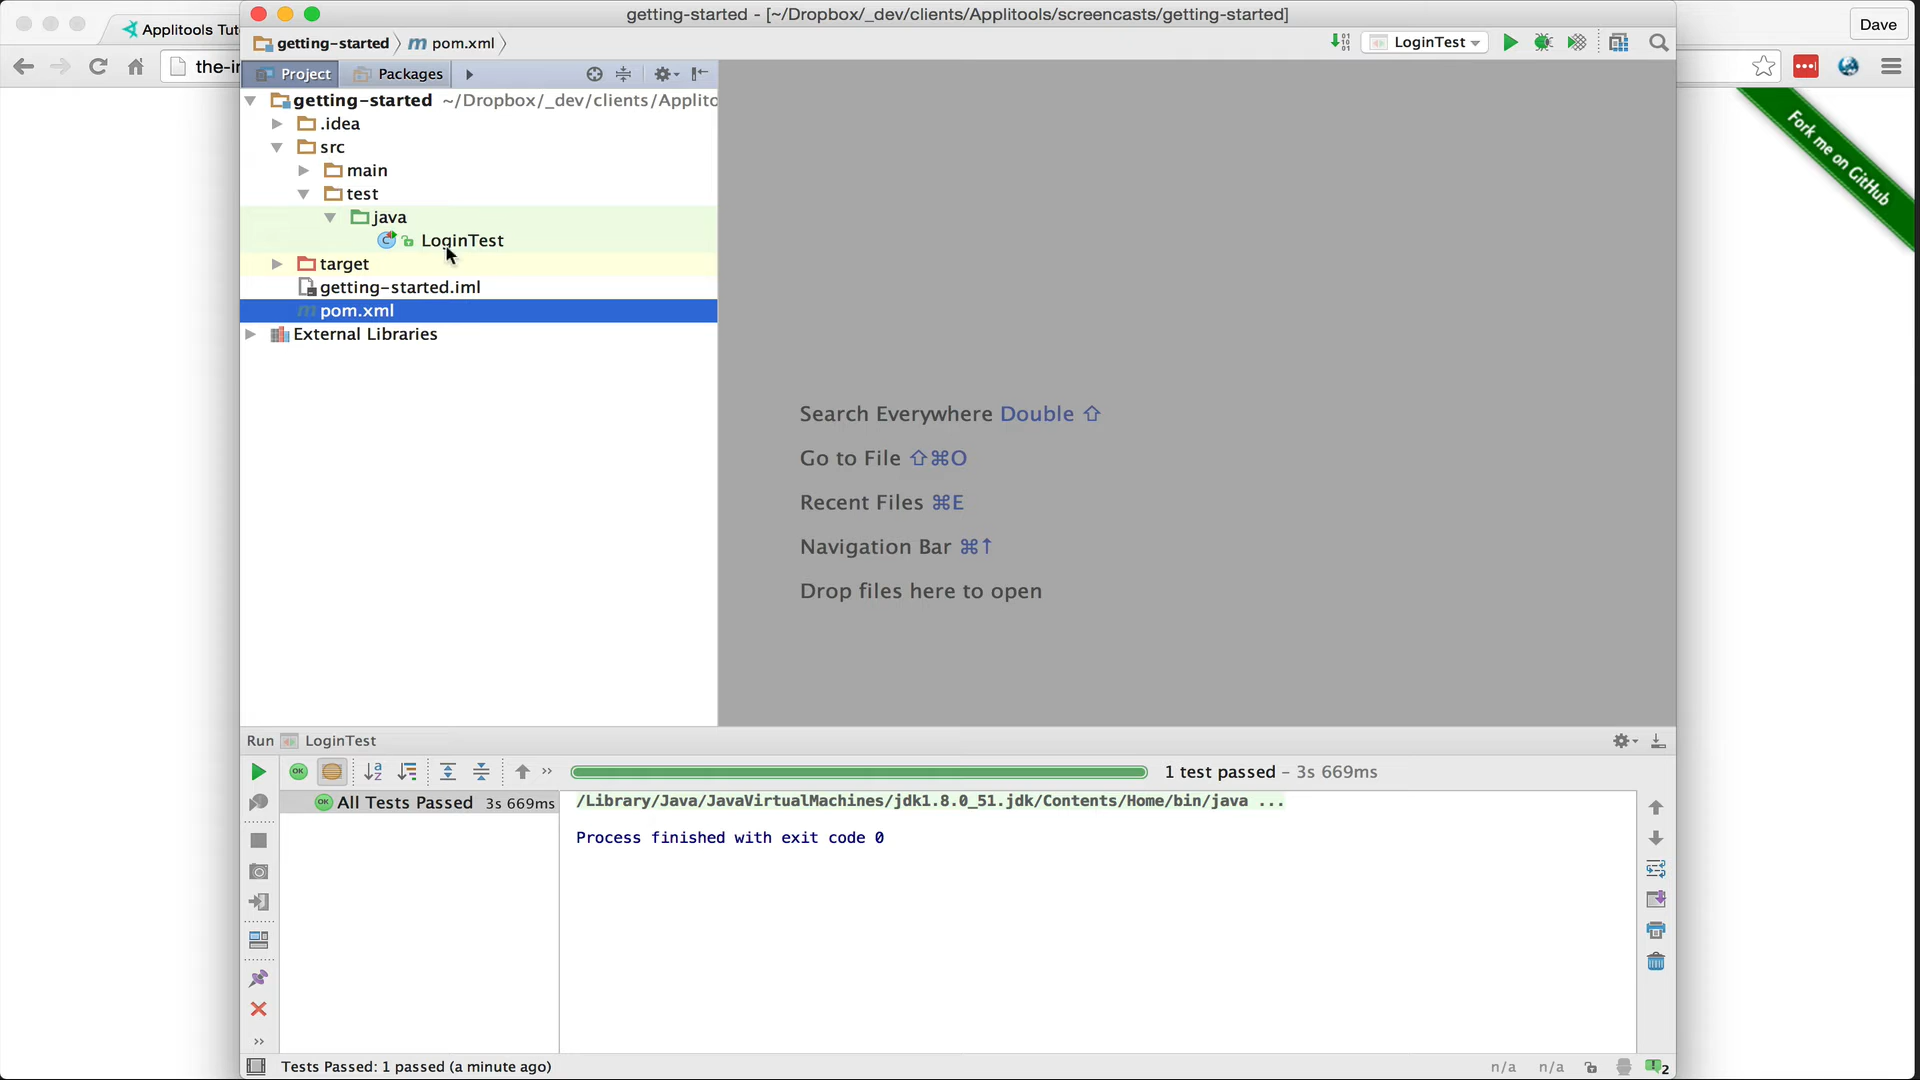 getting-started - [~/Dropbox/_dev/clients/Applitools/screencasts/getting-started]
Applitools Tut
Dave
getting-started
pom.xml
LoginTest
the-in
Project
Packages
getting-started ~/Dropbox/_dev/clients/Applito
.idea
src
main
test
java
LoginTest
target
getting-started.iml
pom.xml
External Libraries
Fork me on GitHub
Search Everywhere Double ⇧
Go to File ⇧⌘O
Recent Files ⌘E
Navigation Bar ⌘↑
Drop files here to open
Run LoginTest
1 test passed – 3s 669ms
All Tests Passed 3s 669ms
/Library/Java/JavaVirtualMachines/jdk1.8.0_51.jdk/Contents/Home/bin/java ...
Process finished with exit code 0
Tests Passed: 1 passed (a minute ago)
n/a n/a 2